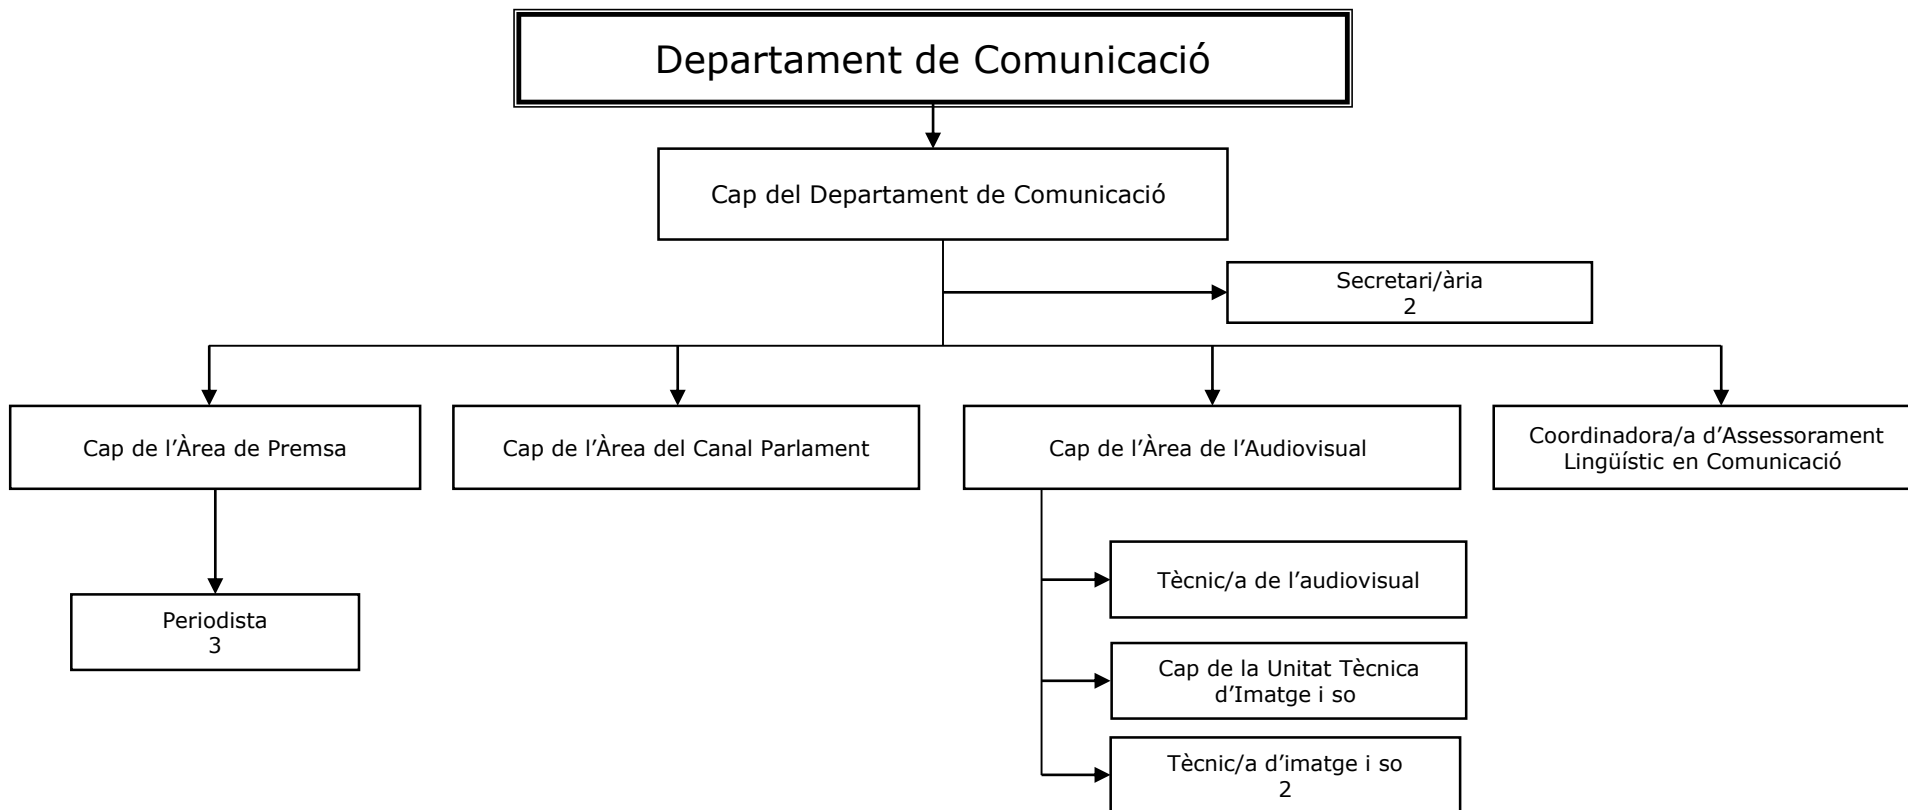 Departament de Comunicació
Cap del Departament de Comunicació
Secretari/ària
2
Cap de l’Àrea de Premsa
Cap de l’Àrea del Canal Parlament
Cap de l’Àrea de l’Audiovisual
Coordinadora/a d’Assessorament
Lingüístic en Comunicació
Periodista
3
Tècnic/a de l’audiovisual
Cap de la Unitat Tècnica
d’Imatge i so
Tècnic/a d’imatge i so
2